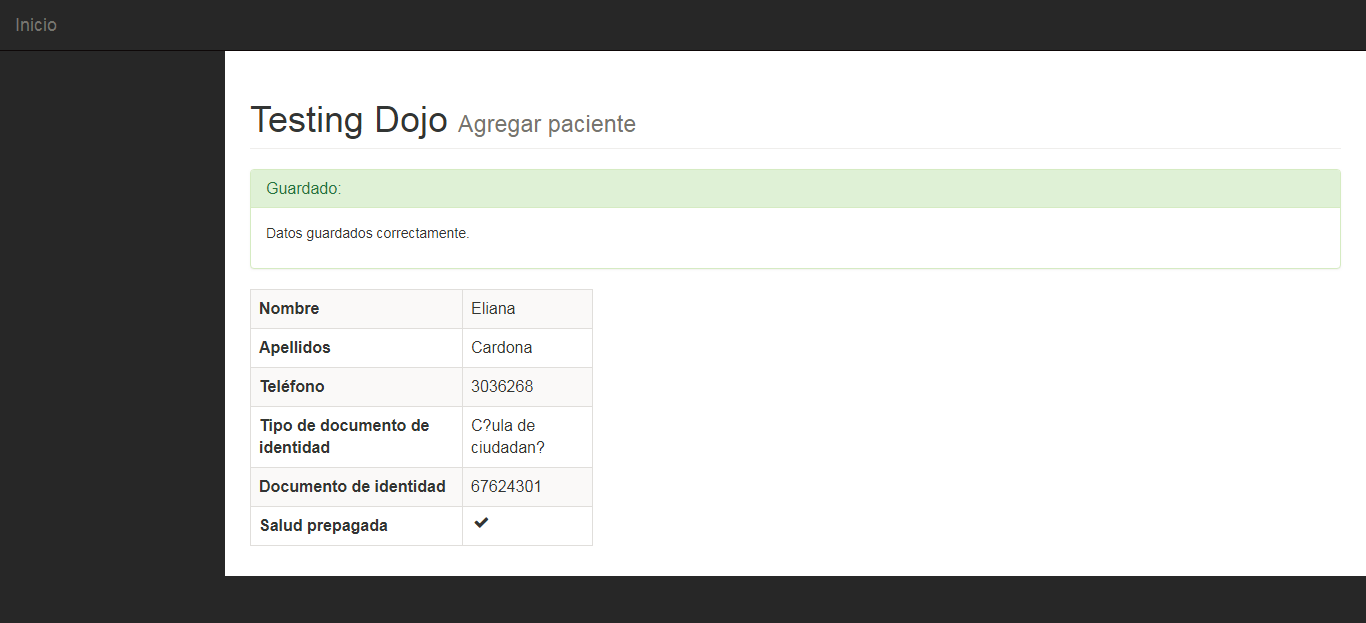 Inicio
Testing Dojo Agregar paciente
Guardado:
Datos guardados correctamente.
Nombre Eliana
Apellidos Cardona
Teléfono 3036268
Tipo de documento de identidad C?ula de ciudadan?
Documento de identidad 67624301
Salud prepagada